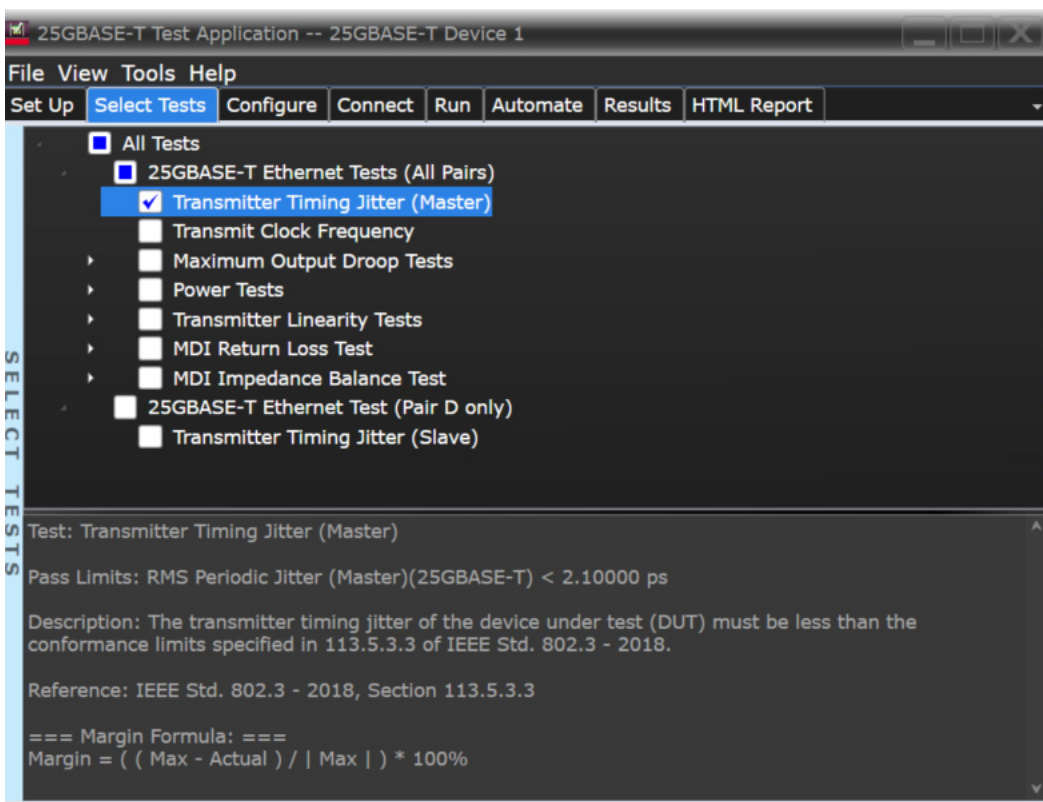 25GBASE-T Test Application -- 25GBASE-T Device 1
File View Tools Help
Set Up Select Tests Configure Connect Run Automate Results HTML Report
All Tests
25GBASE-T Ethernet Tests (All Pairs)
Transmitter Timing Jitter (Master)
Transmit Clock Frequency
Maximum Output Droop Tests
Power Tests
Transmitter Linearity Tests
MDI Return Loss Test
MDI Impedance Balance Test
25GBASE-T Ethernet Test (Pair D only)
Transmitter Timing Jitter (Slave)
SELECT TESTS
Test: Transmitter Timing Jitter (Master)
Pass Limits: RMS Periodic Jitter (Master)(25GBASE-T) < 2.10000 ps
Description: The transmitter timing jitter of the device under test (DUT) must be less than the
conformance limits specified in 113.5.3.3 of IEEE Std. 802.3 - 2018.
Reference: IEEE Std. 802.3 - 2018, Section 113.5.3.3
=== Margin Formula: ===
Margin = ( ( Max - Actual ) / | Max | ) * 100%